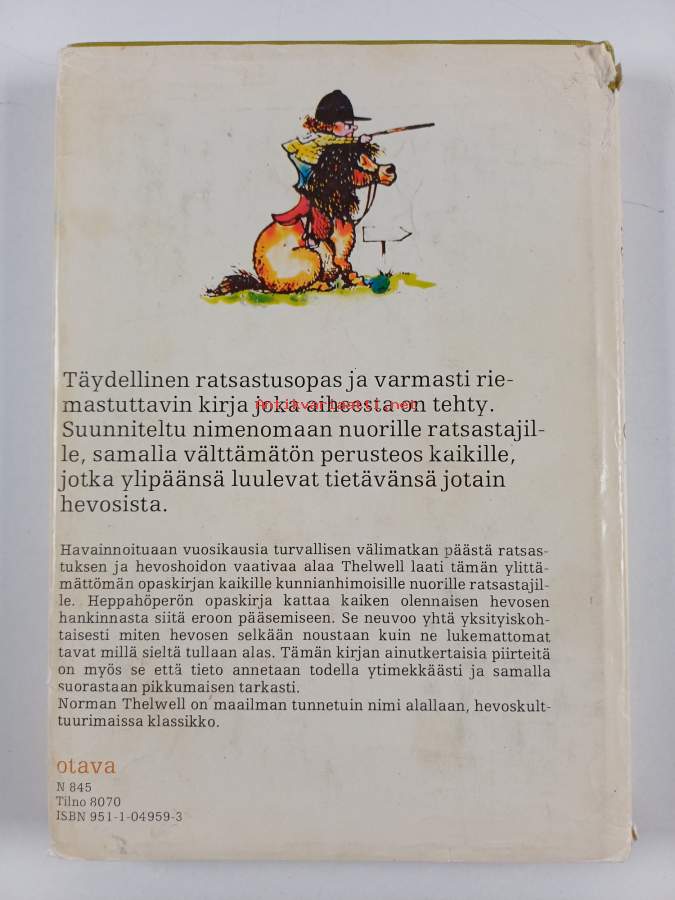 Täydellinen ratsastusopas ja varmasti rie-
mastuttavin kirja joka aiheesta on tehty.
Antikvariaatti.net
Suunniteltu nimenomaan nuorille ratsastajil-
le, samalla välttämätön perusteos kaikille,
jotka ylipäänsä luulevat tietävänsä jotain
hevosista.
Havainnoituaan vuosikausia turvallisen välimatkan päästä ratsas-
tuksen ja hevoshoidon vaativaa alaa Thelwell laati tämän ylittä-
mättömän opaskirjan kaikille kunnianhimoisille nuorille ratsastajil-
le. Heppahöperön opaskirja kattaa kaiken olennaisen hevosen
hankinnasta siitä eroon pääsemiseen. Se neuvoo yhtä yksityiskoh-
taisesti miten hevosen selkään noustaan kuin ne lukemattomat
tavat millä sieltä tullaan alas. Tämän kirjan ainutkertaisia piirteitä
on myös se että tieto annetaan todella ytimekkäästi ja samalla
suorastaan pikkumaisen tarkasti.
Norman Thelwell on maailman tunnetuin nimi alallaan, hevoskult-
tuurimaissa klassikko.
otava
N 845
Tilno 8070
ISBN 951-1-04959-3